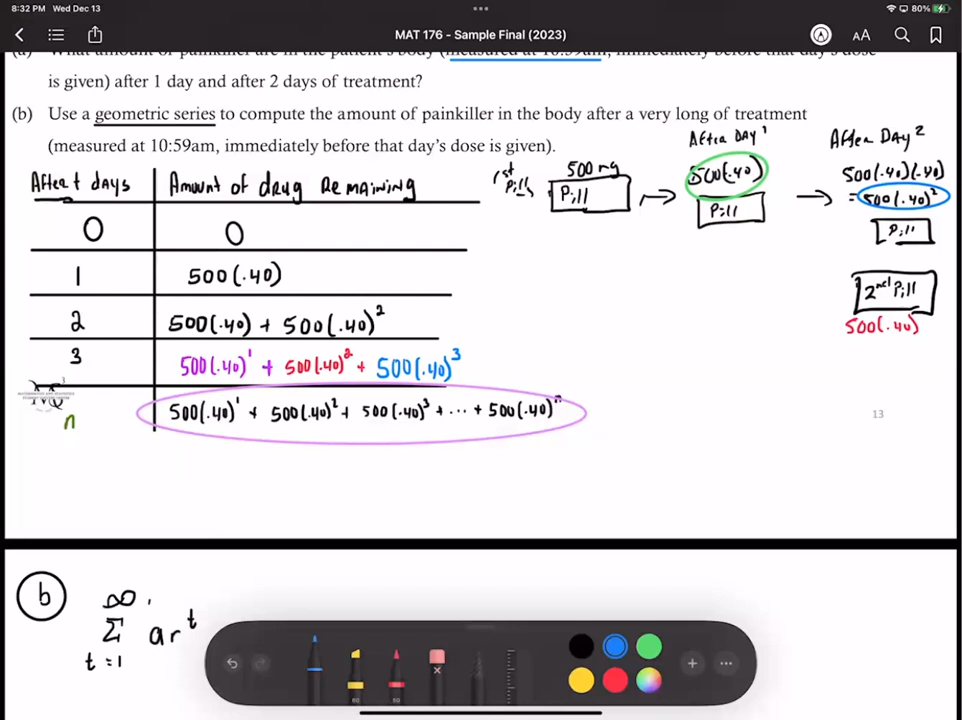 8:32 PM Wed Dec 13
80%
MAT 176 - Sample Final (2023)
AA
is given) after 1 day and after 2 days of treatment?
(b) Use a geometric series to compute the amount of painkiller in the body after a very long of treatment
(measured at 10:59am, immediately before that day's dose is given).
After t days Amount of drug Remaining
0 0
1 500(.40)
2 500(.40) + 500(.40)²
3 500(.40)¹ + 500(.40)² + 500(.40)³
n 500(.40)¹ + 500(.40)² + 500(.40)³ + ... + 500(.40)ⁿ
1st Pill
500 mg
Pill
→
After Day 1
500(.40)
Pill
→
After Day 2
500(.40)(.40)
= 500(.40)²
Pill
2nd Pill
500(.40)
13
b
∞
Σ ar^t
t=1